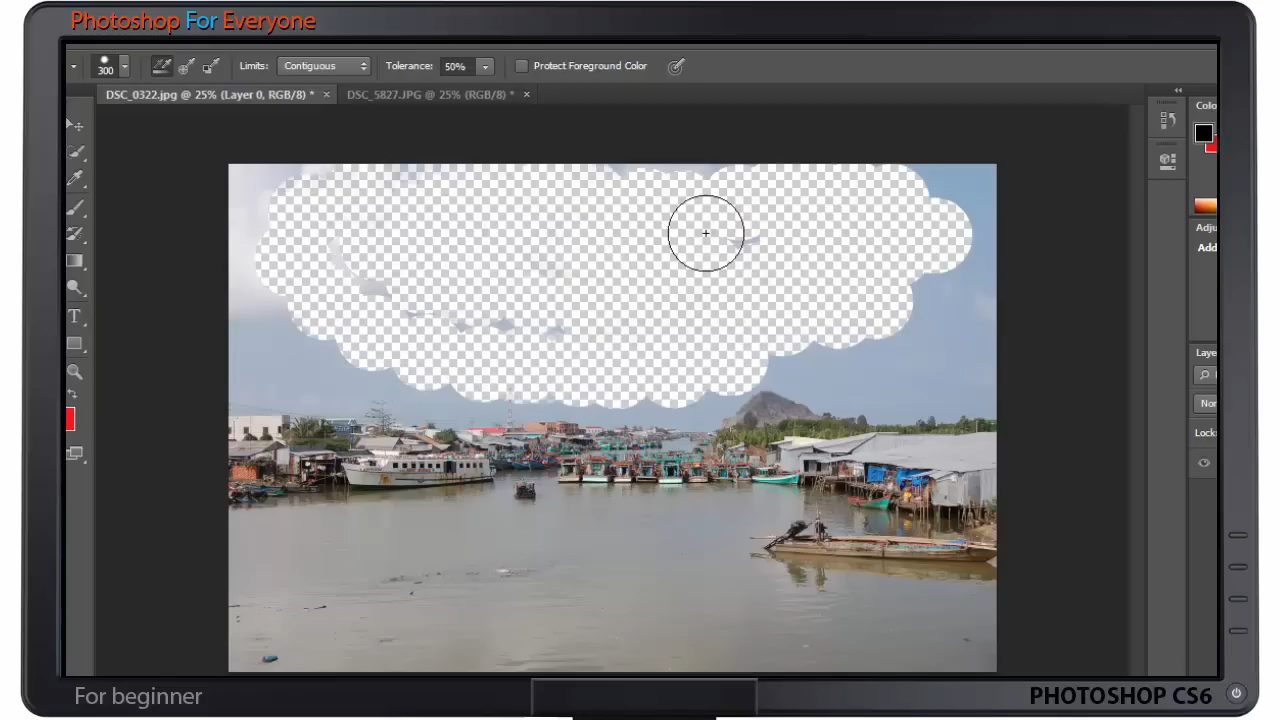 Photoshop For Everyone
300 Limits: Contiguous Tolerance: 50% Protect Foreground Color
DSC_0322.jpg @ 25% (Layer 0, RGB/8) * × DSC_5827.JPG @ 25% (RGB/8) * ×
Colo
Adju
Add
T
Laye
Nor
Lock
For beginner
PHOTOSHOP CS6